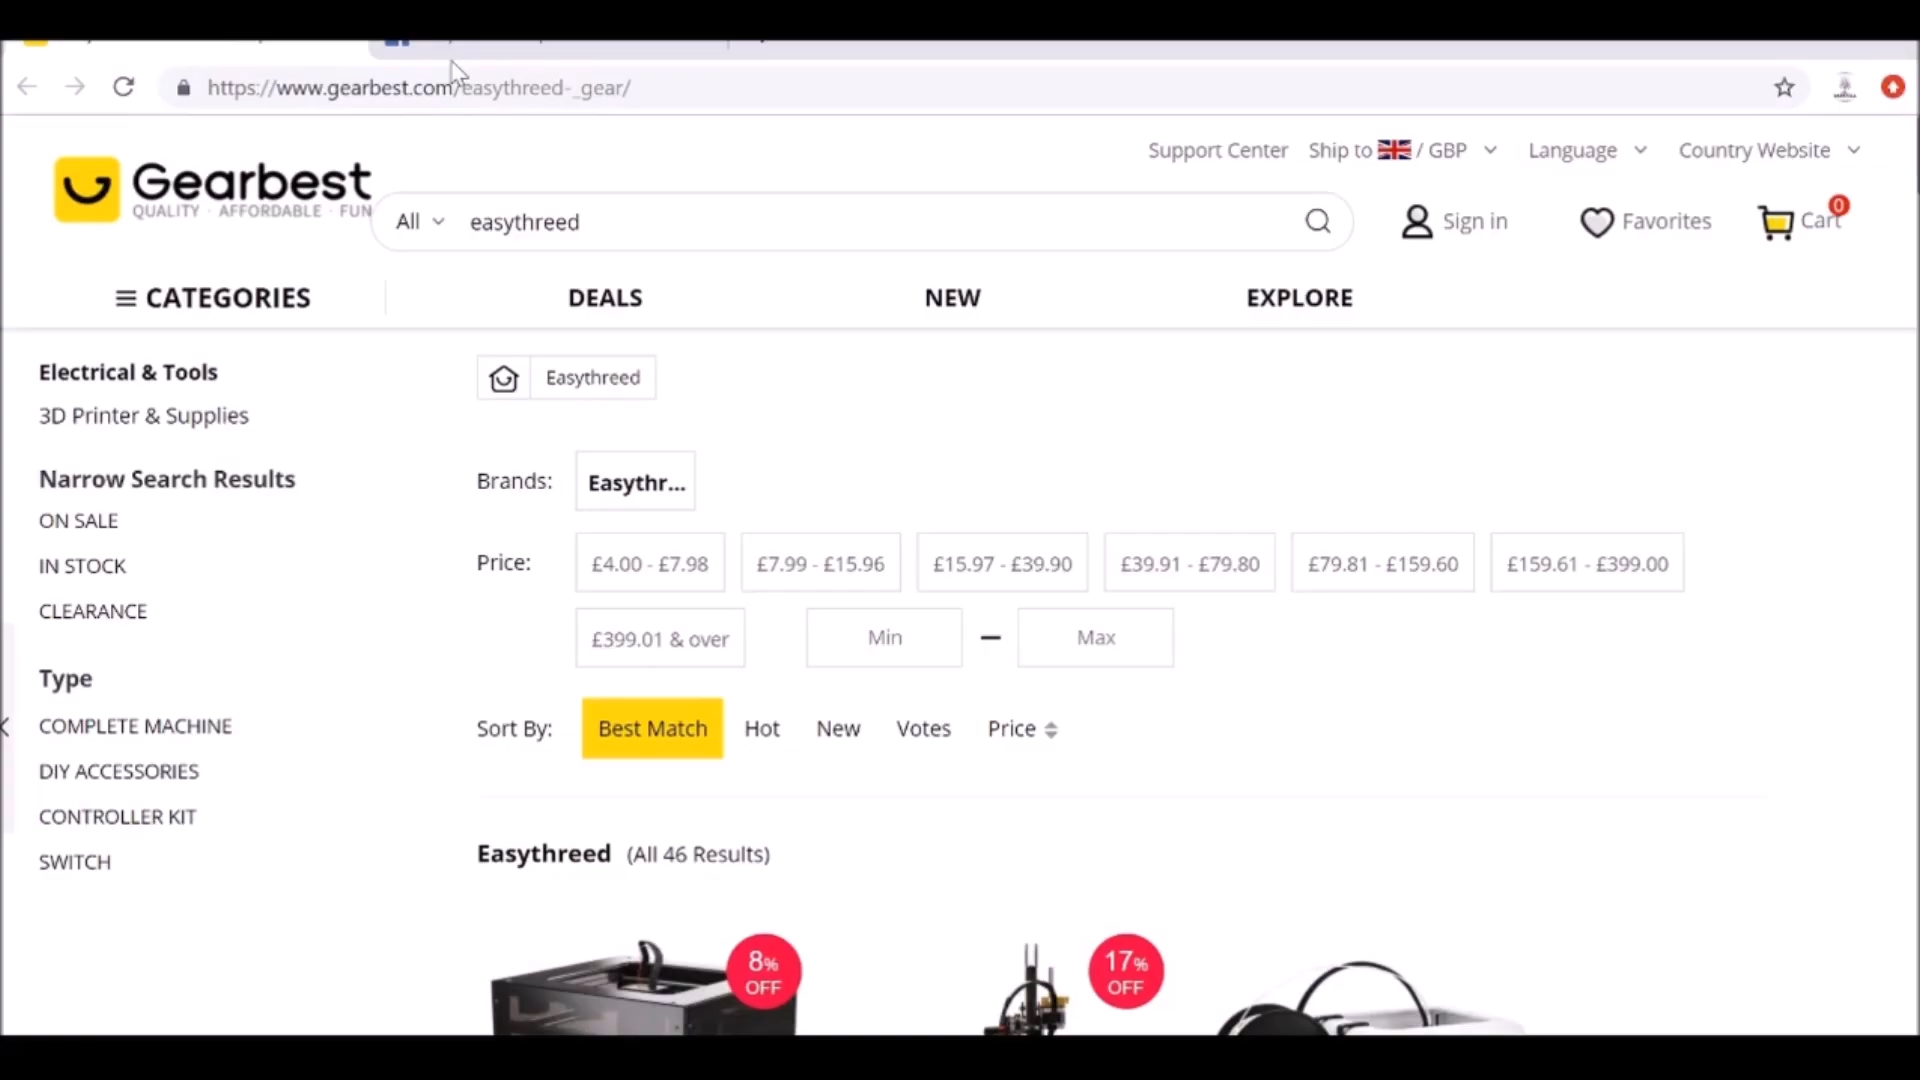 https://www.gearbest.com/easythreed-_gear/
Support Center Ship to / GBP Language Country Website
Gearbest
QUALITY · AFFORDABLE · FUN
All easythreed
Sign in Favorites Cart 0
CATEGORIES DEALS NEW EXPLORE
Electrical & Tools
3D Printer & Supplies
Narrow Search Results
ON SALE
IN STOCK
CLEARANCE
Type
COMPLETE MACHINE
DIY ACCESSORIES
CONTROLLER KIT
SWITCH
Easythreed
Brands: Easythr...
Price: £4.00 - £7.98 £7.99 - £15.96 £15.97 - £39.90 £39.91 - £79.80 £79.81 - £159.60 £159.61 - £399.00
£399.01 & over Min — Max
Sort By: Best Match Hot New Votes Price
Easythreed (All 46 Results)
8% OFF
17% OFF